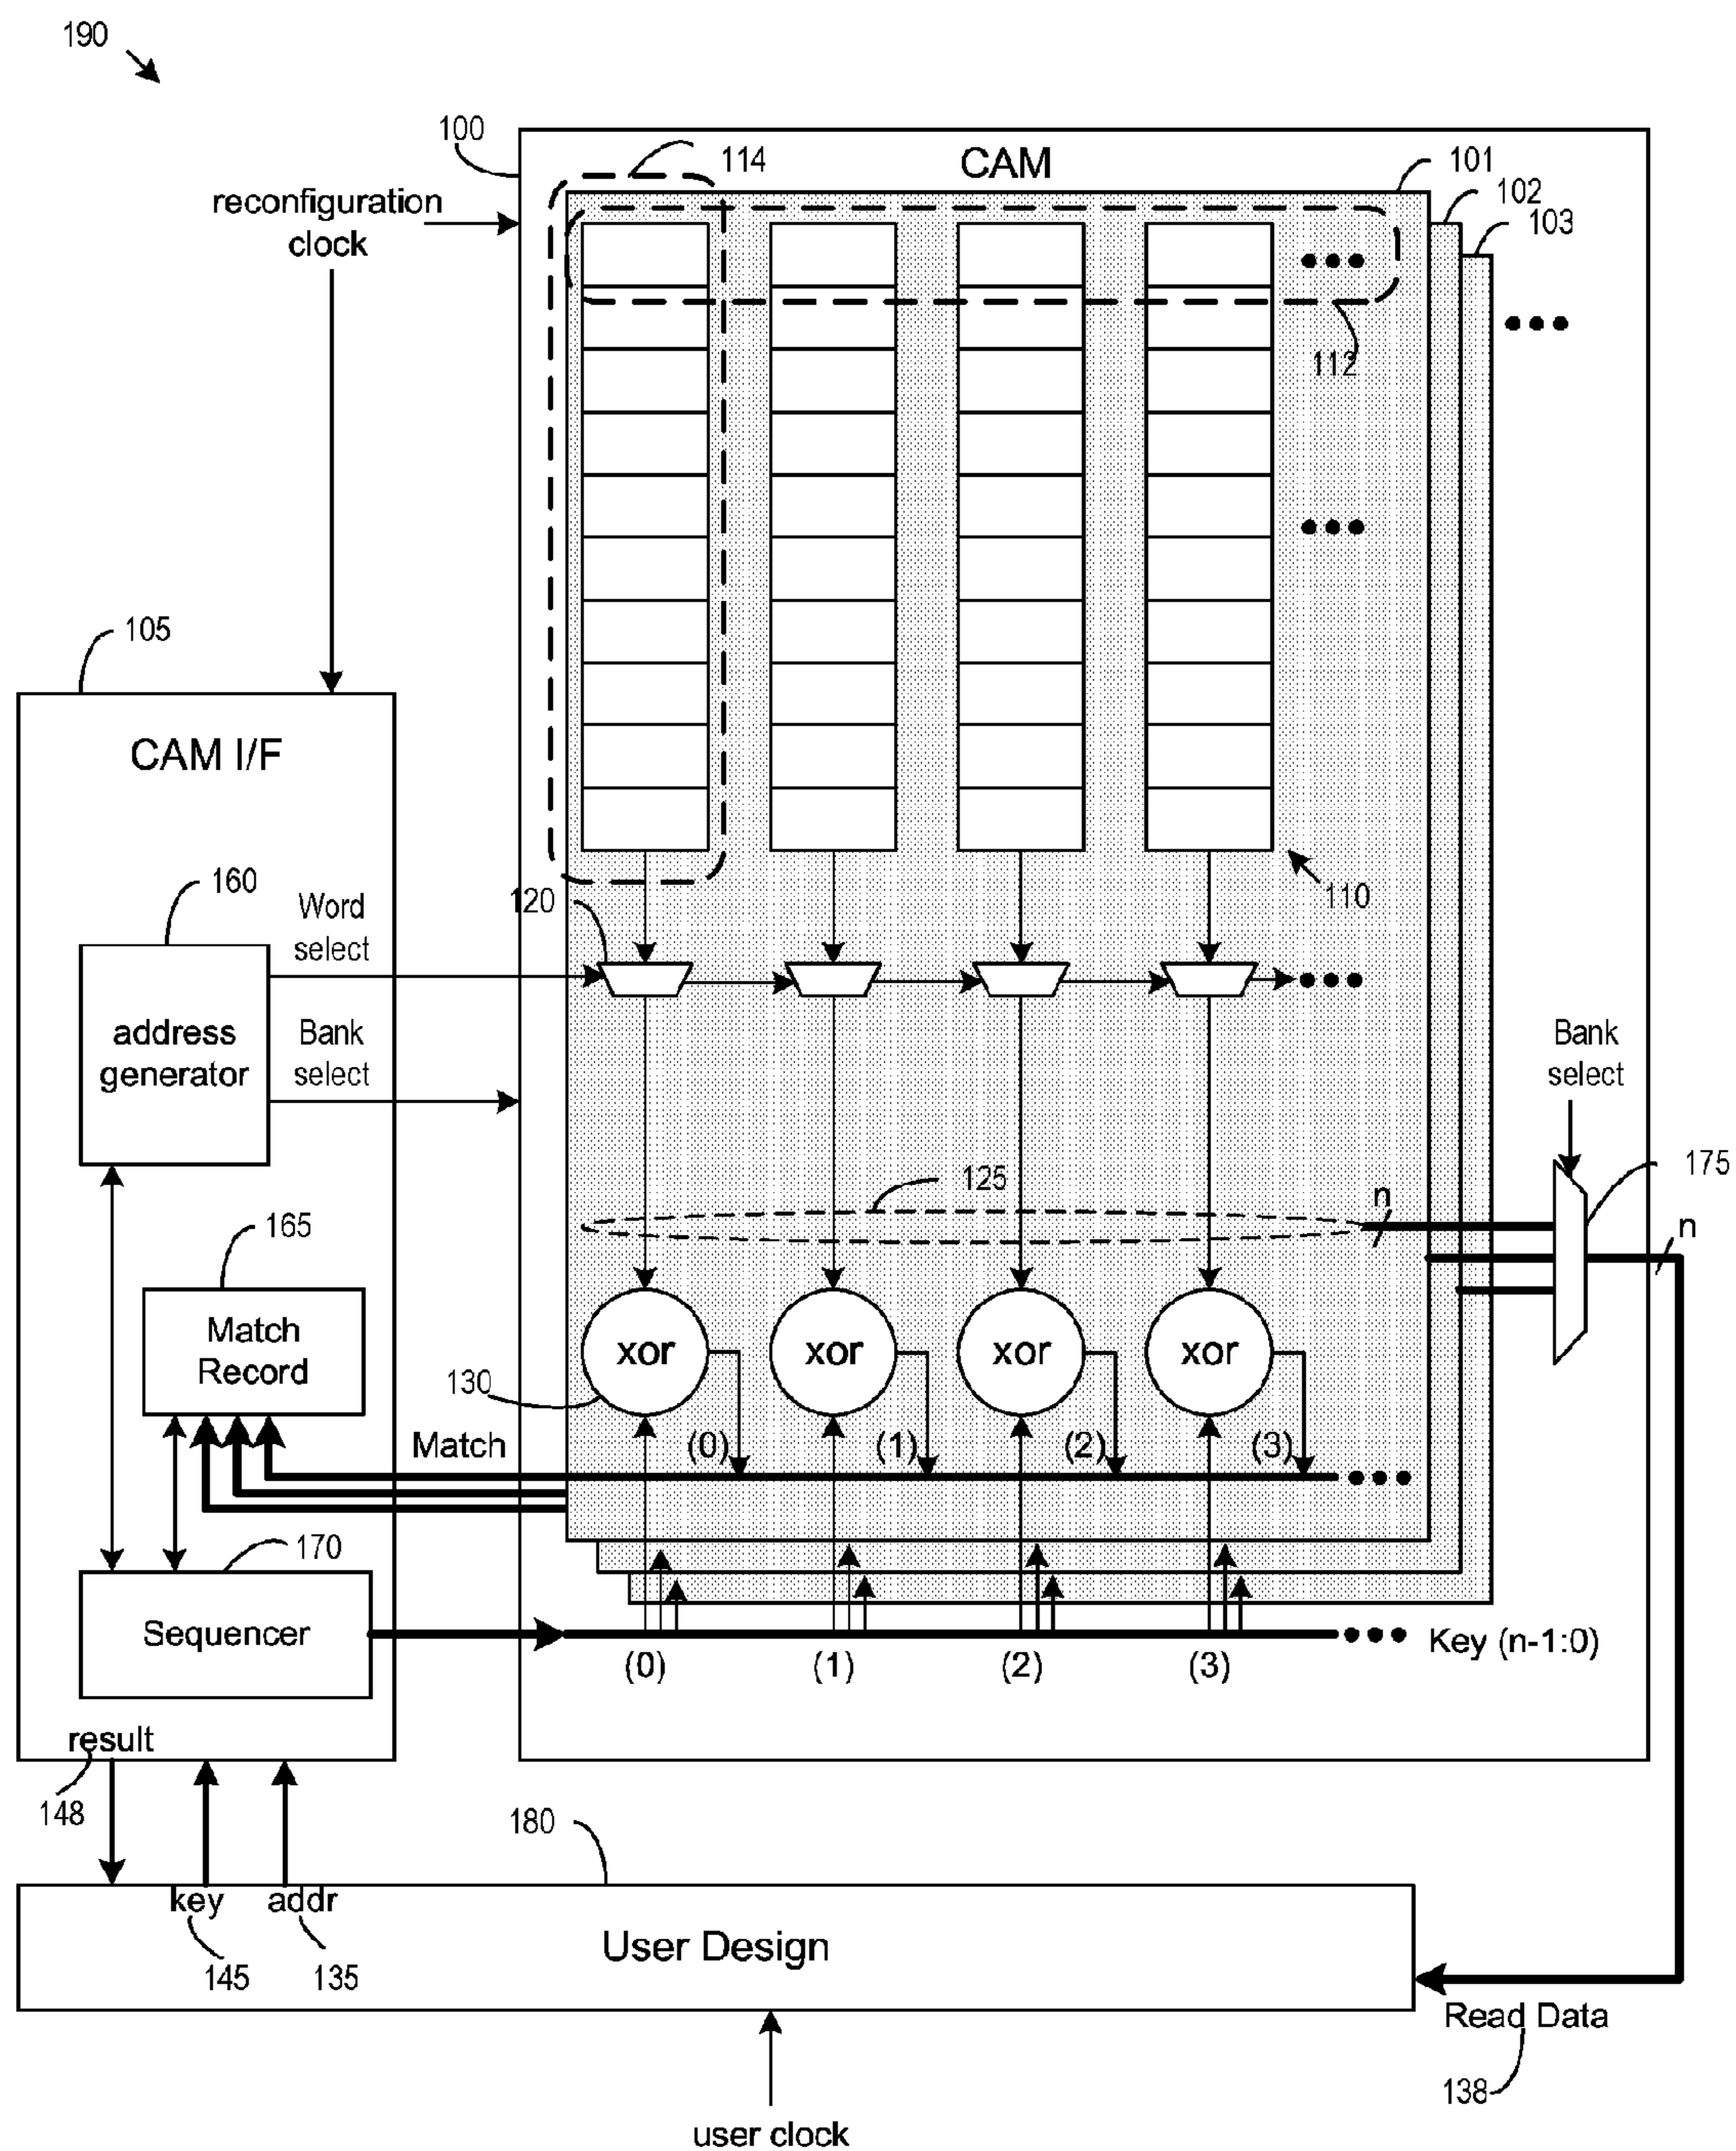 190
100
114
CAM
101
102
103
reconfiguration
clock
112
105
CAM I/F
110
120
160
Word
select
address
generator
Bank
select
Bank
select
125
n
175
n
165
Match
Record
xor
xor
xor
xor
130
Match
(0)
(1)
(2)
(3)
170
Sequencer
Key (n-1:0)
(0)
(1)
(2)
(3)
result
148
180
key
addr
User Design
145
135
Read Data
138
user clock